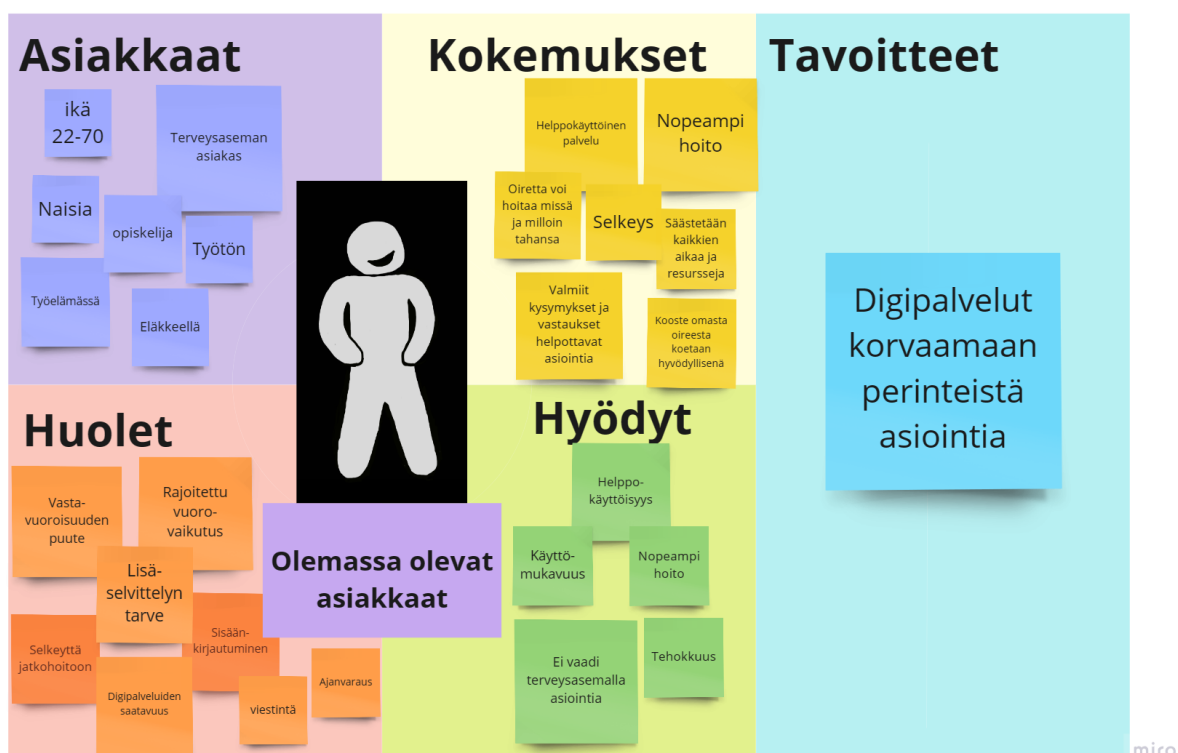 Asiakkaat
ikä
22-70
Terveysaseman
asiakas
Naisia
opiskelija
Työtön
Työelämässä
Eläkkeellä
Kokemukset
Helppokäyttöinen
palvelu
Nopeampi
hoito
Oiretta voi
hoitaa missä
ja milloin
tahansa
Selkeys
Säästetään
kaikkien
aikaa ja
resursseja
Valmiit
kysymykset ja
vastaukset
helpottavat
asiointia
Kooste omasta
oireesta
koetaan
hyvödyllisenä
Tavoitteet
Digipalvelut
korvaamaan
perinteistä
asiointia
Huolet
Vasta-
vuoroisuuden
puute
Rajoitettu
vuoro-
vaikutus
Lisä-
selvittelyn
tarve
Selkeyttä
jatkohoitoon
Sisään-
kirjautuminen
Digipalveluiden
saatavuus
viestintä
Ajanvaraus
Olemassa olevat
asiakkaat
Hyödyt
Helppo-
käyttöisyys
Käyttö-
mukavuus
Nopeampi
hoito
Ei vaadi
terveysasemalla
asiointia
Tehokkuus
miro